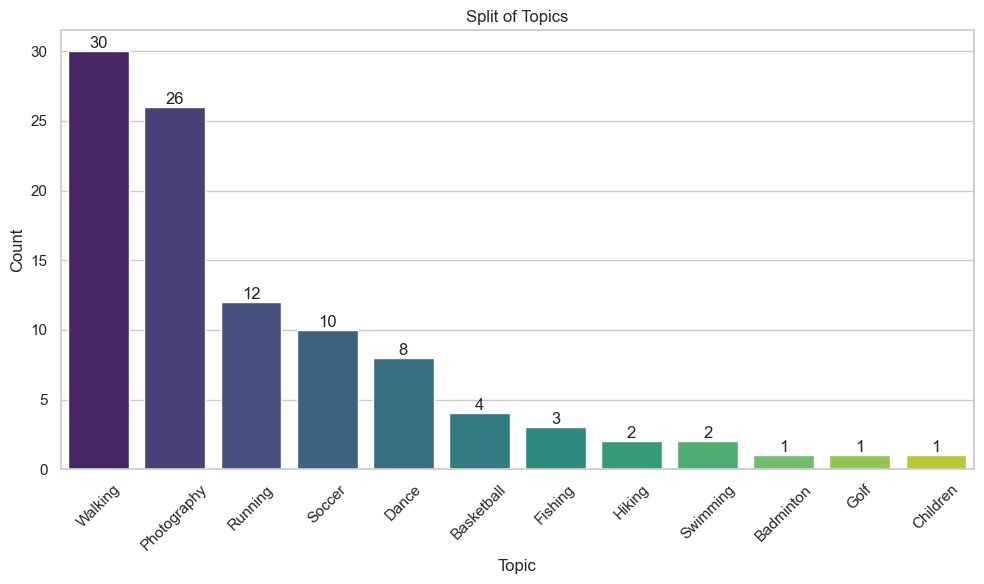 Split of Topics
30
26
12
10
8
4
3
2
2
1
1
1
30
25
20
15
10
5
0
Count
Walking
Photography
Running
Soccer
Dance
Basketball
Fishing
Hiking
Swimming
Badminton
Golf
Children
Topic